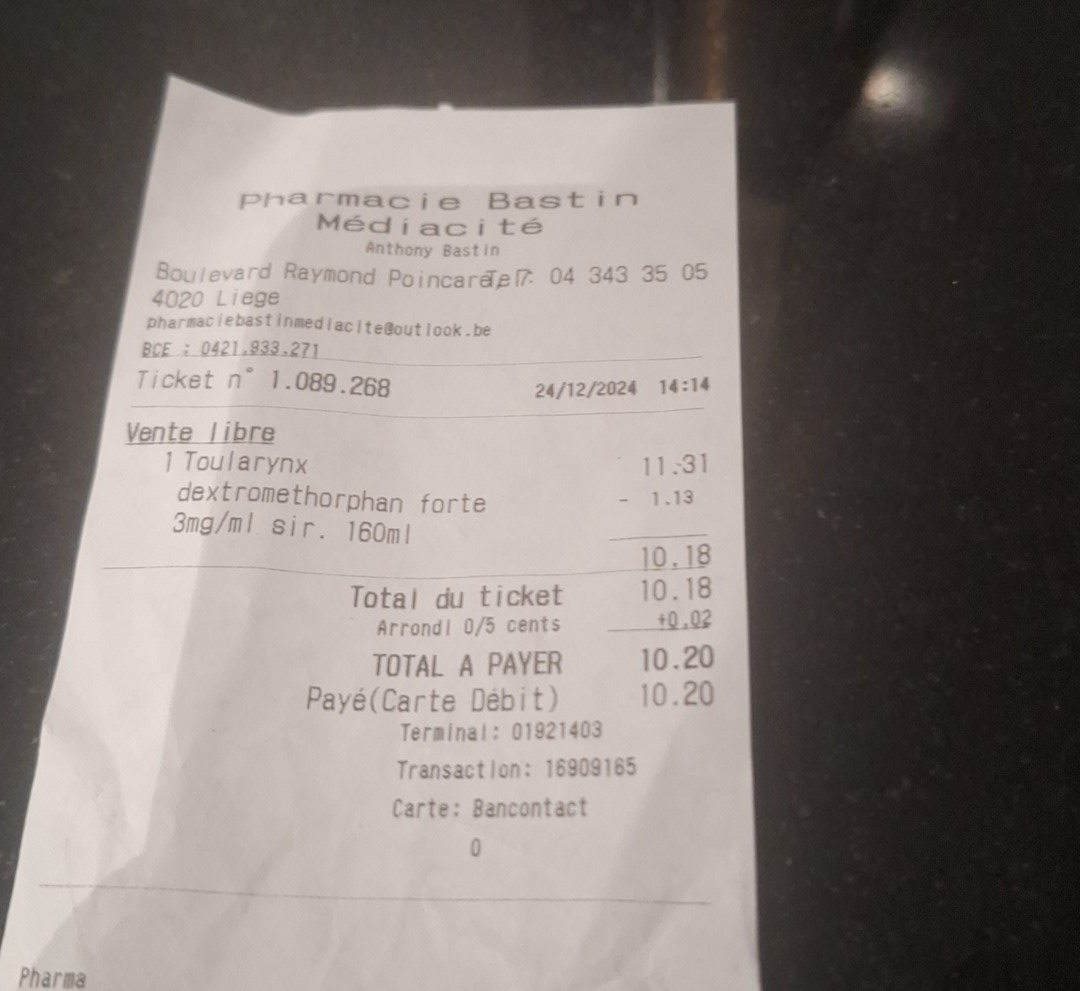 Pharmacie Bastin
Médiacité
Anthony Bastin
Boulevard Raymond Poincaré, 7 Tel: 04 343 35 05
4020 Liege
pharmaciebastinmediacite@outlook.be
BCE : 0421.933.271
Ticket n° 1.089.268 24/12/2024 14:14
Vente libre
1 Toularynx 11.31
dextromethorphan forte - 1.13
3mg/ml sir. 160ml
10.18
Total du ticket 10.18
Arrondi 0/5 cents +0.02
TOTAL A PAYER 10.20
Payé(Carte Débit) 10.20
Terminal: 01921403
Transaction: 16909165
Carte: Bancontact
0
Pharma